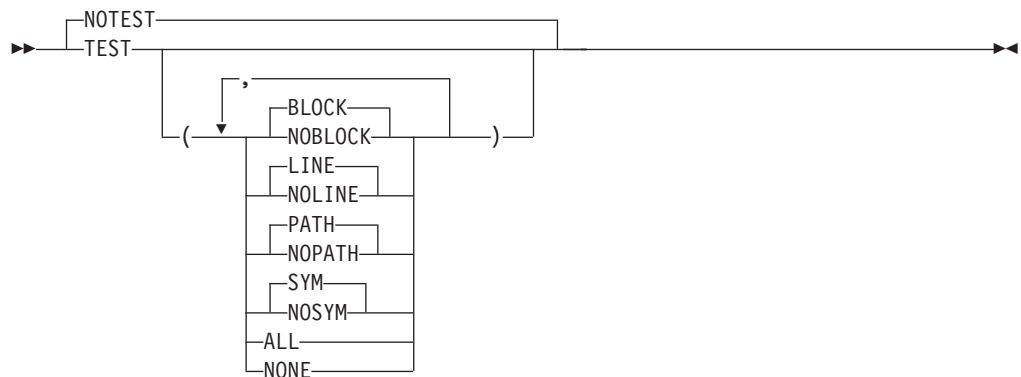 NOTEST
TEST
,
BLOCK
( NOBLOCK )
LINE
NOLINE
PATH
NOPATH
SYM
NOSYM
ALL
NONE